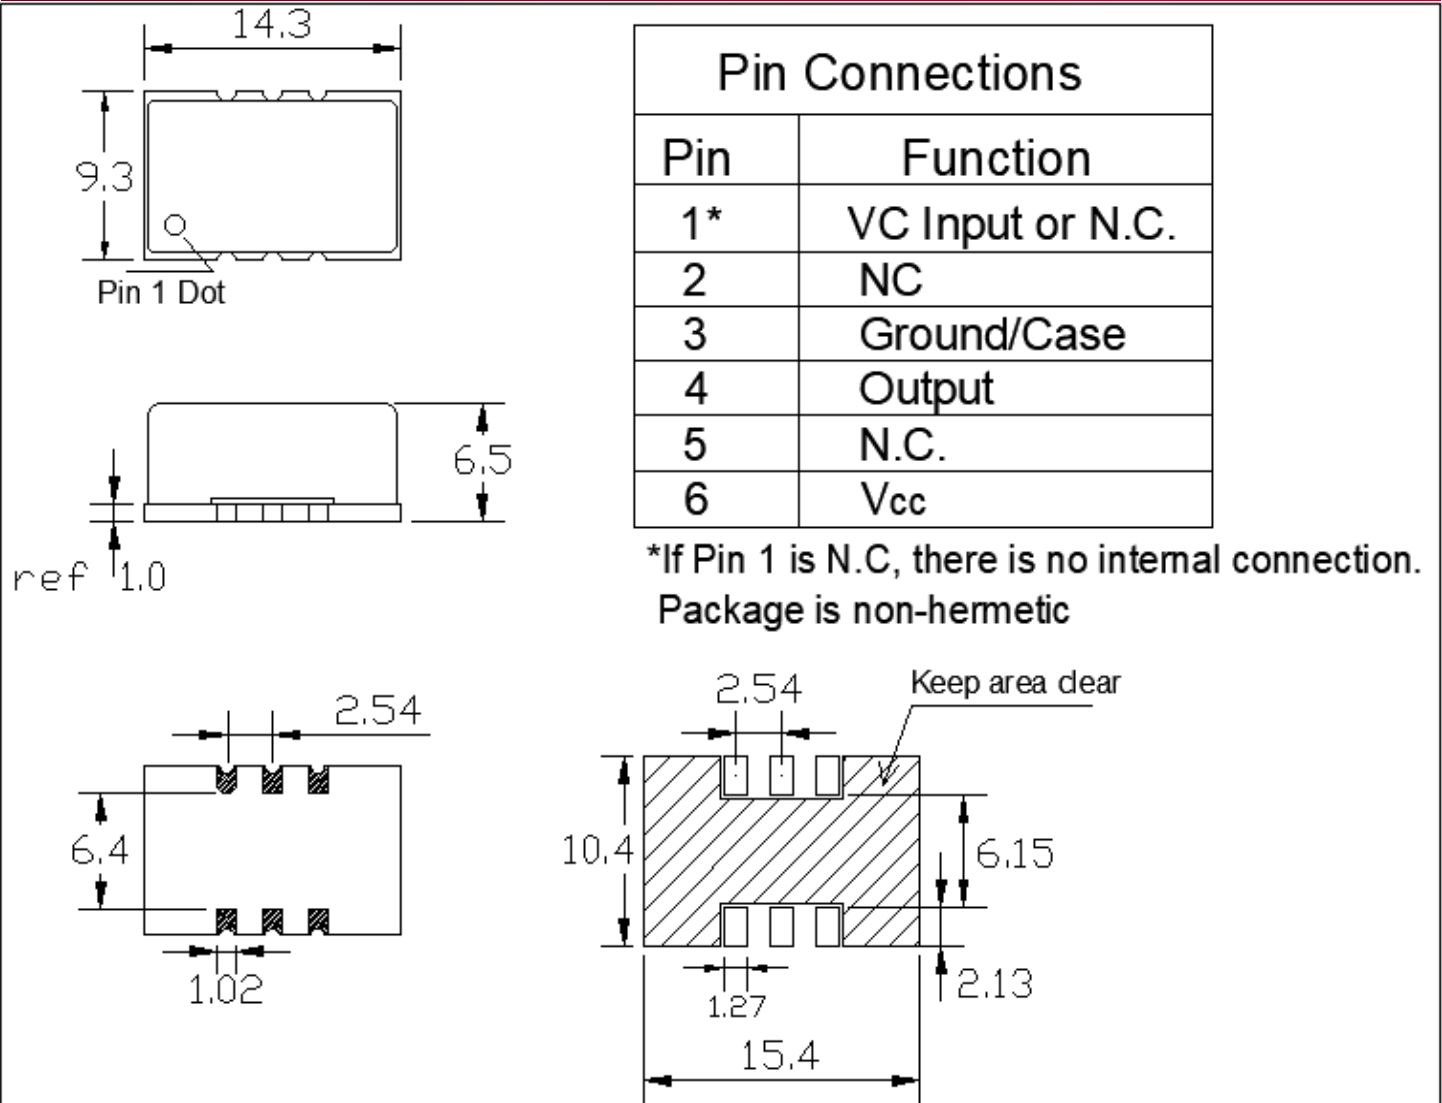 14.3
9.3
Pin 1 Dot
6.5
ref 1.0
Pin Connections
Pin Function
1* VC Input or N.C.
2 NC
3 Ground/Case
4 Output
5 N.C.
6 Vcc
*If Pin 1 is N.C, there is no internal connection.
Package is non-hermetic
2.54
6.4
1.02
2.54
Keep area clear
10.4
6.15
1.27
2.13
15.4